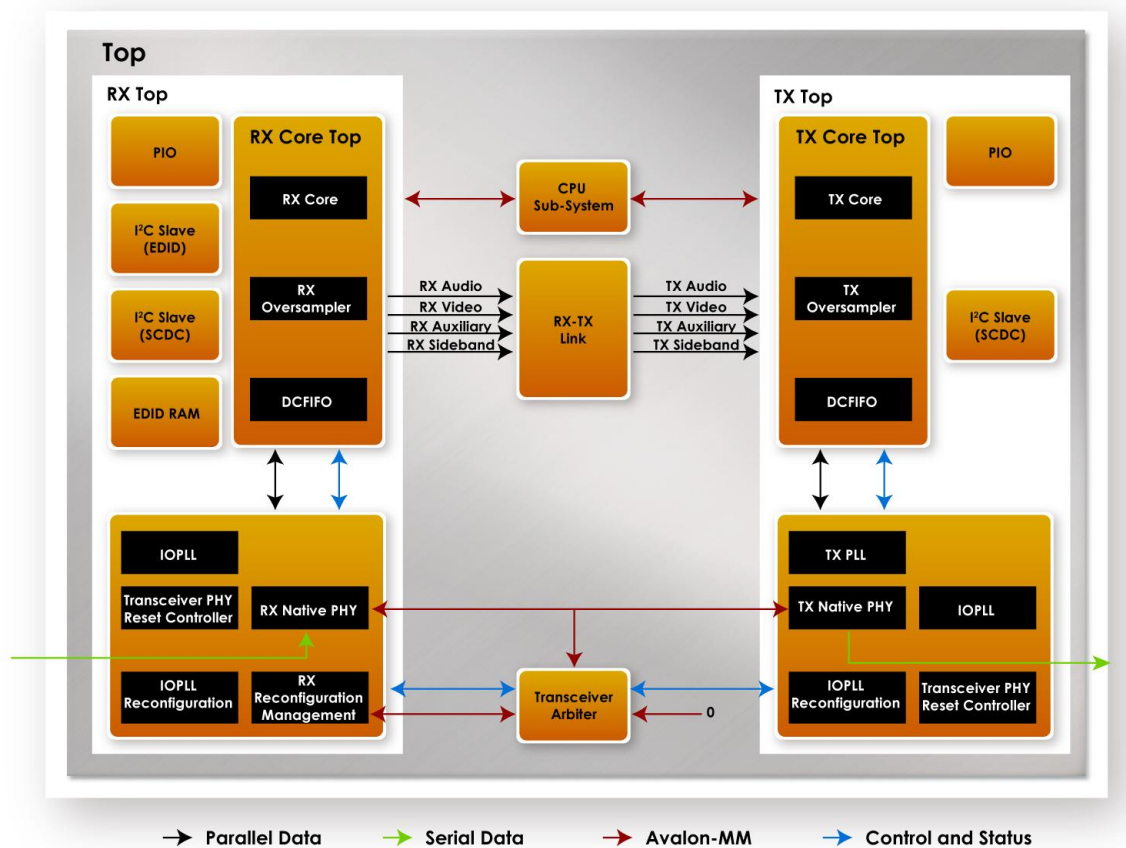 Top
RX Top
PIO
I²C Slave
(EDID)
I²C Slave
(SCDC)
EDID RAM
RX Core Top
RX Core
RX
Oversampler
DCFIFO
CPU
Sub-System
RX Audio
RX Video
RX Auxiliary
RX Sideband
RX-TX
Link
TX Audio
TX Video
TX Auxiliary
TX Sideband
TX Top
TX Core Top
TX Core
TX
Oversampler
DCFIFO
PIO
I²C Slave
(SCDC)
IOPLL
Transceiver PHY
Reset Controller
RX Native PHY
IOPLL
Reconfiguration
RX
Reconfiguration
Management
Transceiver
Arbiter
0
TX PLL
TX Native PHY
IOPLL
IOPLL
Reconfiguration
Transceiver PHY
Reset Controller
Parallel Data
Serial Data
Avalon-MM
Control and Status